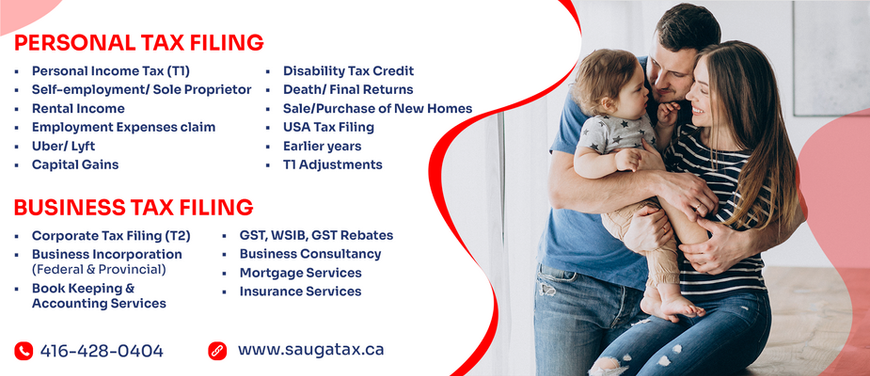 PERSONAL TAX FILING
Personal Income Tax (T1)
Self-employment/ Sole Proprietor
Rental Income
Employment Expenses claim
Uber/ Lyft
Capital Gains
Disability Tax Credit
Death/ Final Returns
Sale/Purchase of New Homes
USA Tax Filing
Earlier years
T1 Adjustments
BUSINESS TAX FILING
Corporate Tax Filing (T2)
Business Incorporation
(Federal & Provincial)
Book Keeping &
Accounting Services
GST, WSIB, GST Rebates
Business Consultancy
Mortgage Services
Insurance Services
416-428-0404
www.saugatax.ca